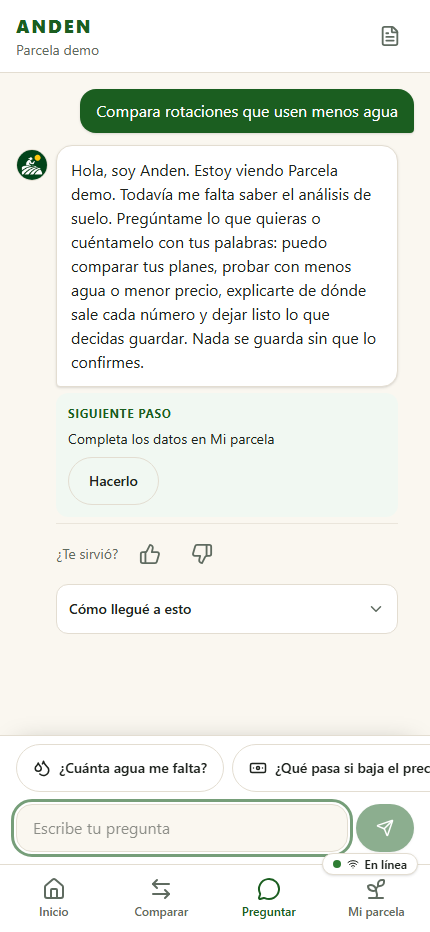 ANDEN
Parcela demo
Compara rotaciones que usen menos agua
Hola, soy Anden. Estoy viendo Parcela
demo. Todavía me falta saber el análisis de
suelo. Pregúntame lo que quieras o
cuéntamelo con tus palabras: puedo
comparar tus planes, probar con menos
agua o menor precio, explicarte de dónde
sale cada número y dejar listo lo que
decidas guardar. Nada se guarda sin que lo
confirmes.
SIGUIENTE PASO
Completa los datos en Mi parcela
Hacerlo
¿Te sirvió?
Cómo llegué a esto
¿Cuánta agua me falta?
¿Qué pasa si baja el prec
Escribe tu pregunta
En línea
Inicio
Comparar
Preguntar
Mi parcela